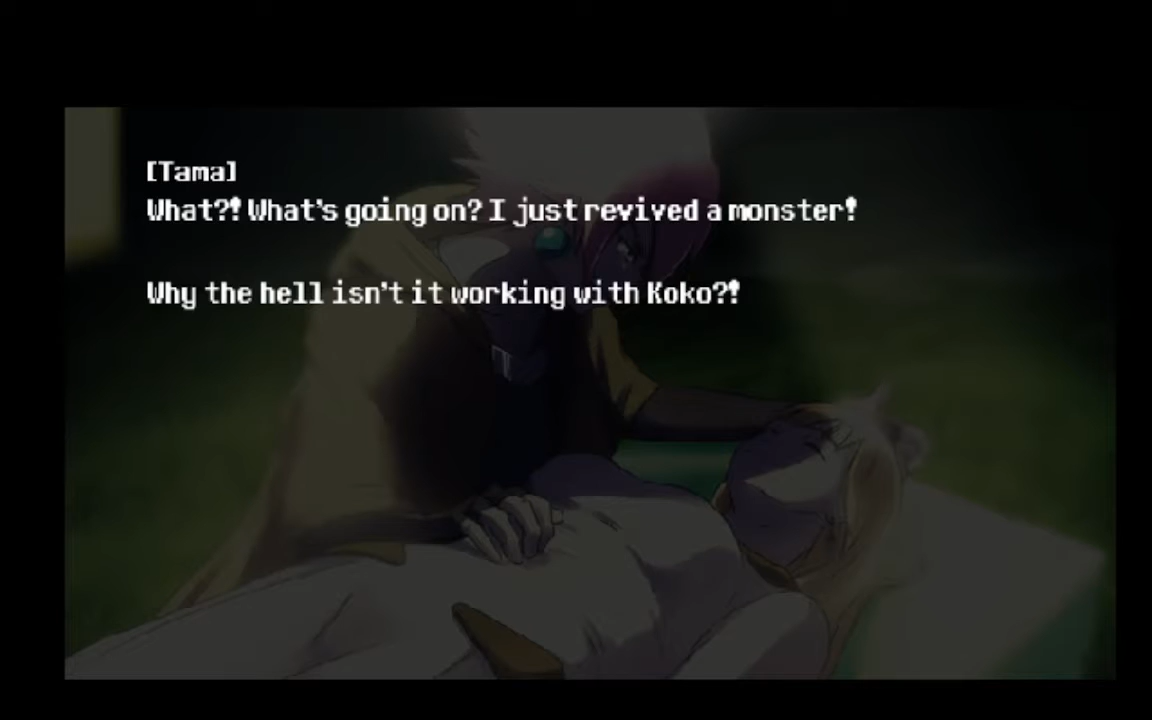 [Tama]
What?! What's going on? I just revived a monster!
Why the hell isn't it working with Koko?!